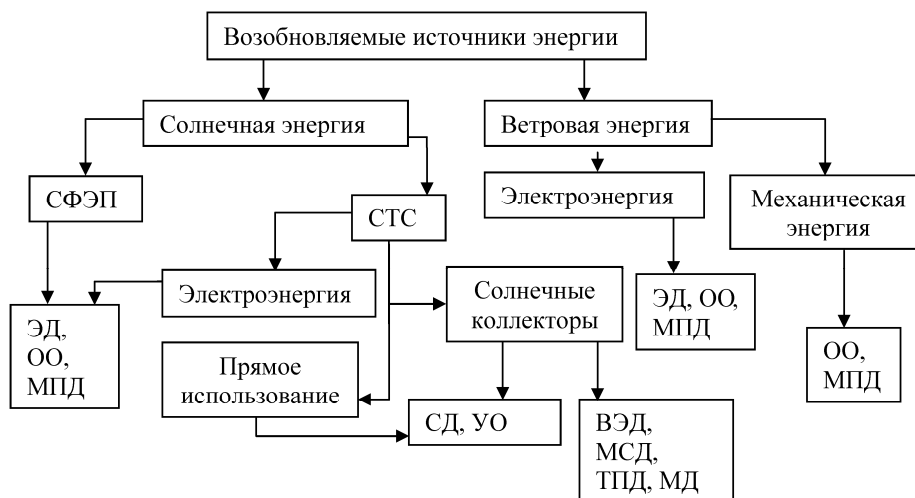 Возобновляемые источники энергии
Солнечная энергия
Ветровая энергия
СФЭП
СТС
Электроэнергия
Механическая
энергия
Электроэнергия
Солнечные
коллекторы
ЭД, ОО,
МПД
ЭД,
ОО,
МПД
Прямое
использование
ОО,
МПД
СД, УО
ВЭД,
МСД,
ТПД, МД